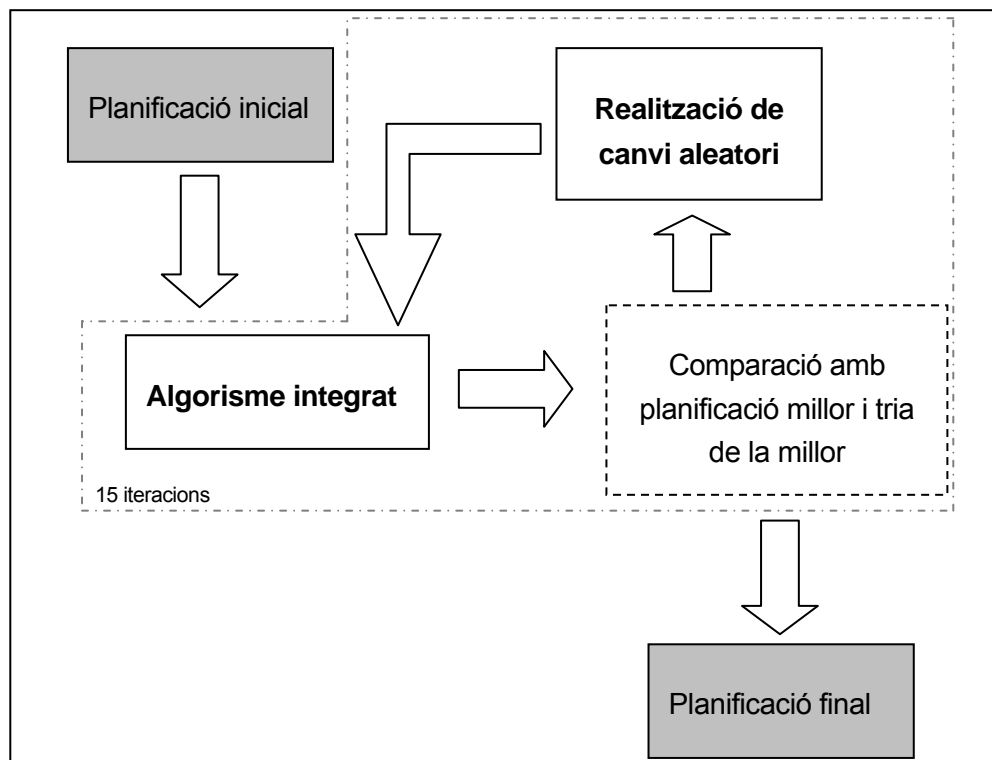 Planificació inicial
Realització de
canvi aleatori
Algorisme integrat
Comparació amb
planificació millor i tria
de la millor
15 iteracions
Planificació final